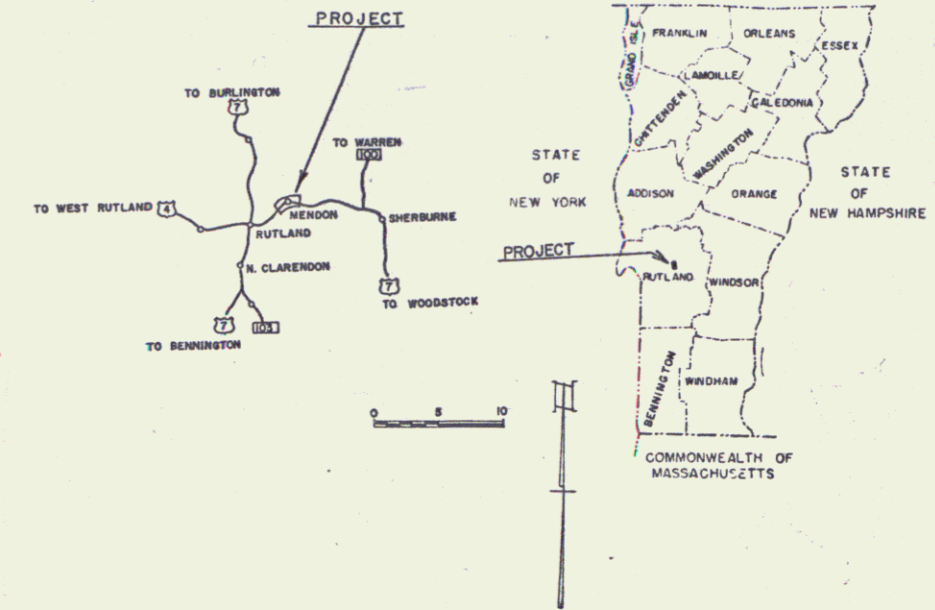 PROJECT
TO BURLINGTON
7
TO WARREN
100
TO WEST RUTLAND
4
MENDON
SHERBURNE
RUTLAND
N. CLARENDON
7
TO WOODSTOCK
7
103
TO BENNINGTON
0 5 10
GRAND ISLE
FRANKLIN
ORLEANS
ESSEX
LAMOILLE
CHITTENDEN
CALEDONIA
WASHINGTON
STATE
OF
NEW YORK
ADDISON
ORANGE
STATE
OF
NEW HAMPSHIRE
PROJECT
RUTLAND
WINDSOR
BENNINGTON
WINDHAM
COMMONWEALTH OF
MASSACHUSETTS